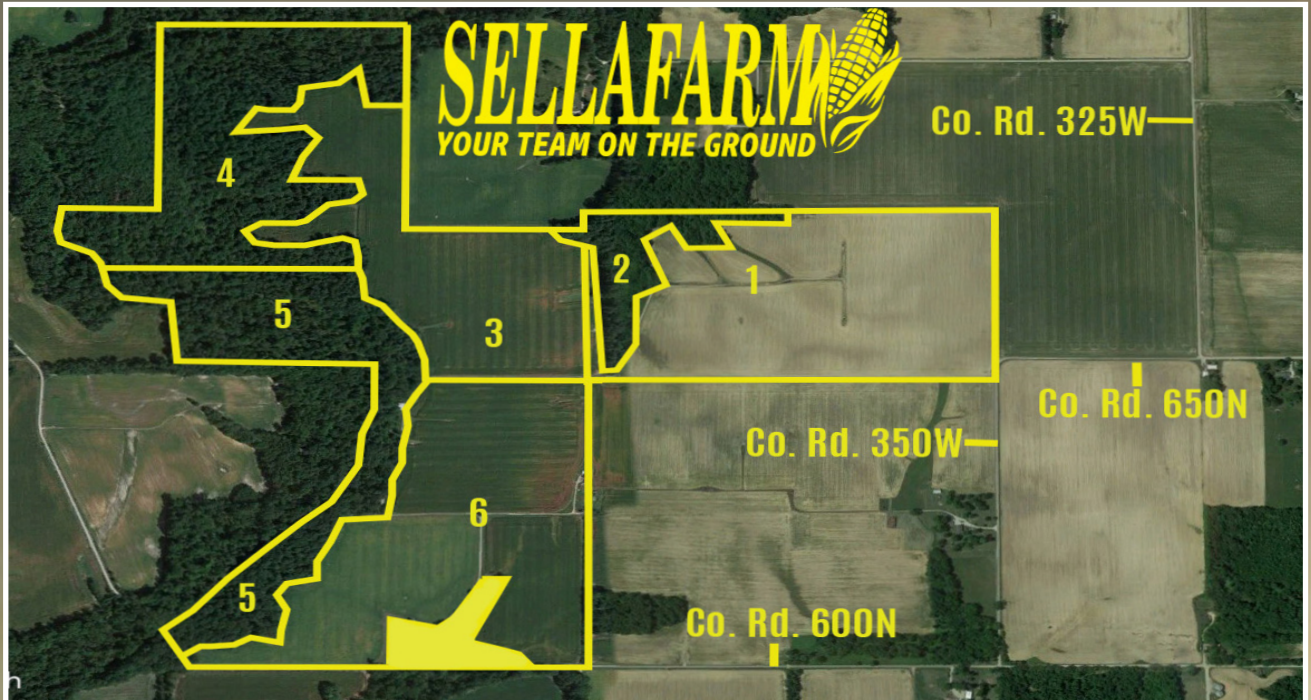 SELLAFARM
YOUR TEAM ON THE GROUND
Co. Rd. 325W
4
2
1
5
3
Co. Rd. 650N
Co. Rd. 350W
6
5
Co. Rd. 600N